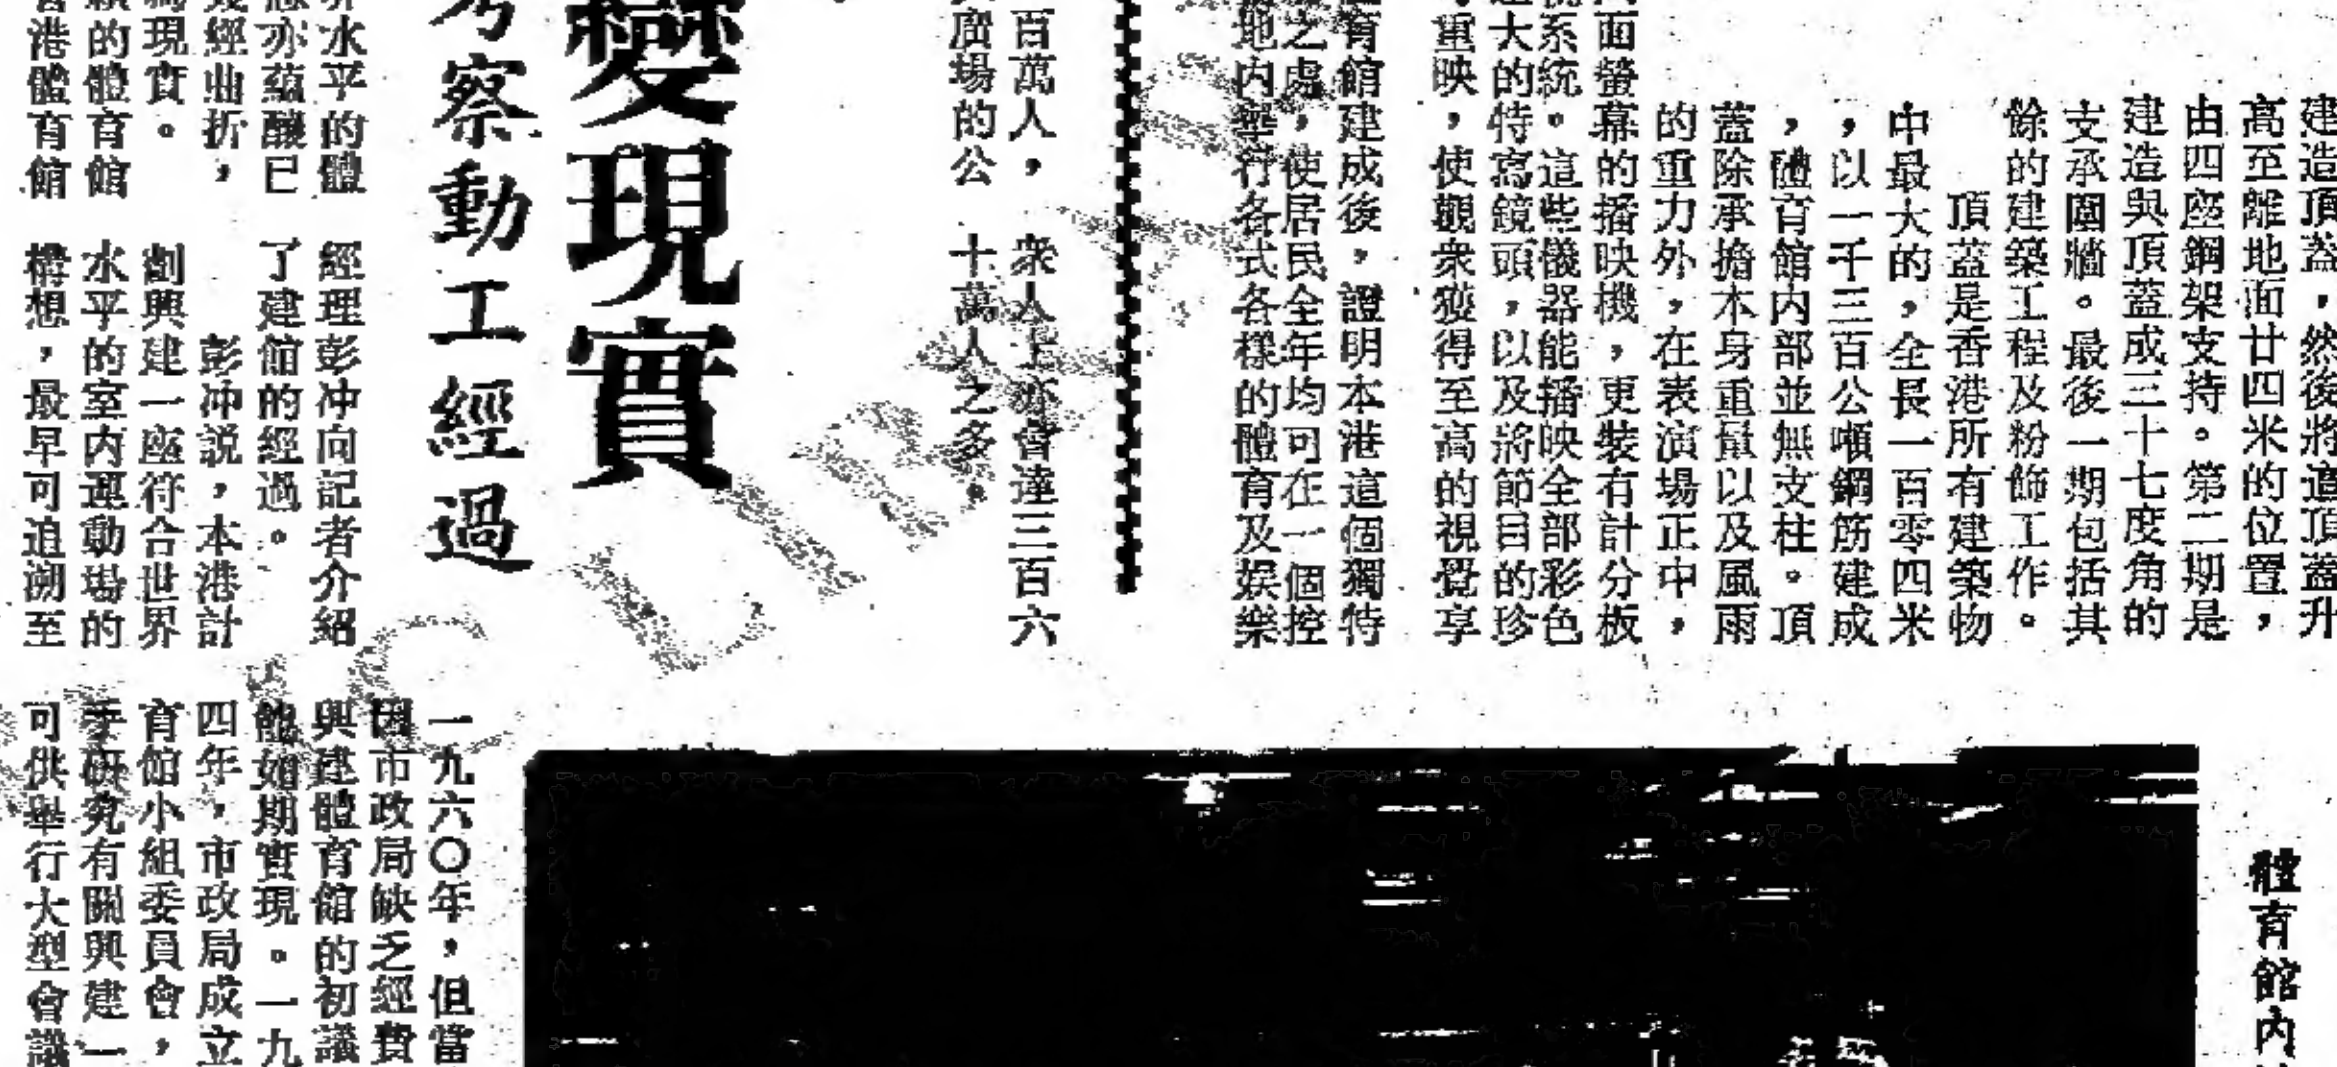 建造頂蓋，然後將這頂蓋升
高至離地面廿四米的位置，
由四座鋼架支持。第二期是
建造與頂蓋成三十七度角的
支承圍牆。最後一期包括其
餘的建築工程及粉飾工作。
頂蓋是香港所有建築物
中最大的，全長一百零四米
，以一千三百公噸鋼筋建成
，體育館內部並無支柱。頂
蓋除承擔本身重量以及風雨
的重力外，在表演場正中，
面螢幕的播映機，更裝有計分板
系統。這些儀器能播映全部彩色
大的特寫鏡頭，以及將節目的珍
重映，使觀衆獲得至高的視覺享
育館建成後，證明本港這個獨特
之處，使居民全年均可在一個控
地內舉行各式各樣的體育及娛樂
百萬人，衆人上亦會達三百六
廣場的公十萬人之多。
變現實
考察動工經過
水平的體
亦蘊釀已
經曲折，
現實。
的體育館
港體育館
經理彭冲向記者介紹
了建館的經過。
彭冲説，本港計
劃興建一座符合世界
水平的室內運動場的
構想，最早可追溯至
一九六〇年，但當
因市政局缺乏經費
興建體育館的初議
能如期實現。一九
四年，市政局成立
育館小組委員會，
手研究有關興建一
可供舉行大型會議
體育館內